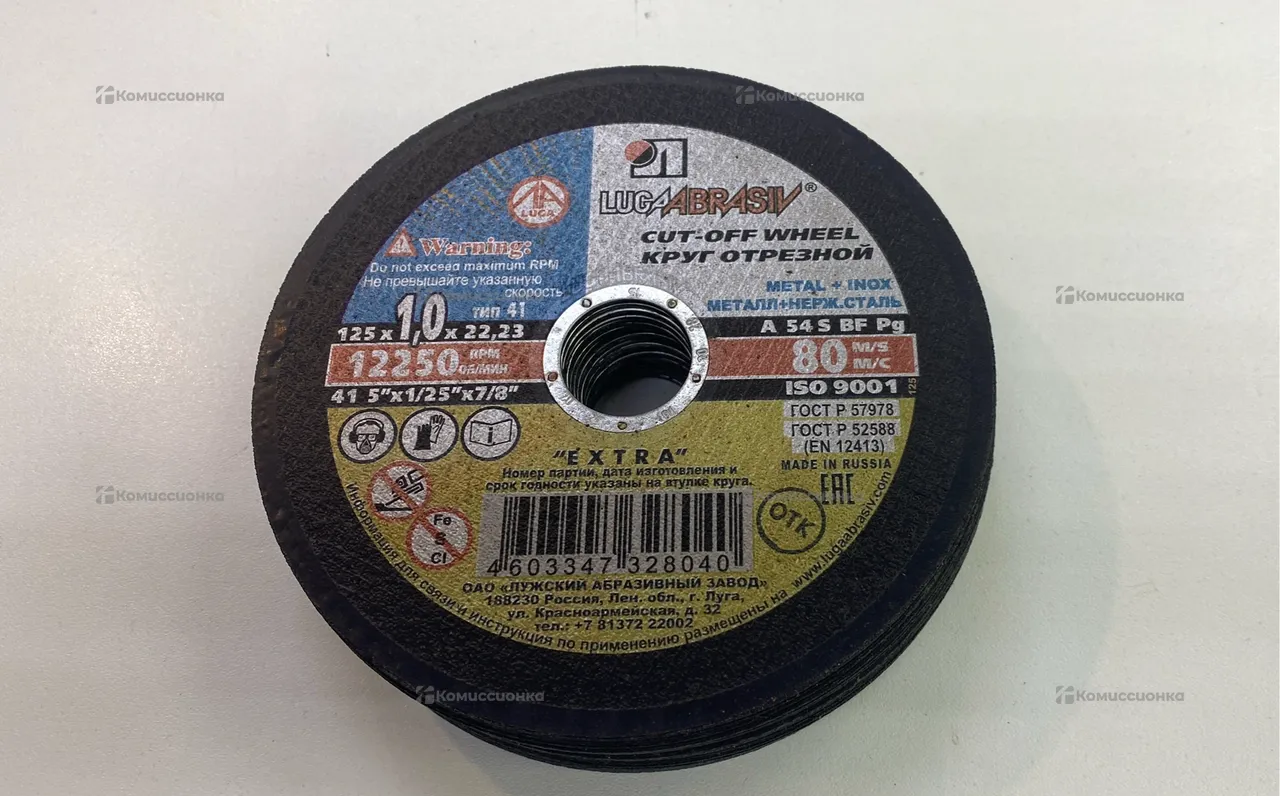 Комиссионка
Комиссионка
LUGAABRASIV®
LUGA
CUT-OFF WHEEL
КРУГ ОТРЕЗНОЙ
Warning:
Do not exceed maximum RPM
Не превышайте указанную
скорость
METAL + INOX
МЕТАЛЛ+НЕРЖ.СТАЛЬ
Комиссионка
тип 41
125 x 1,0 x 22,23
A 54 S BF Pg
12250 RPM
ОБ/МИН
80 M/S
М/С
41 5"x1/25"x7/8"
ISO 9001
125
ГОСТ Р 57978
ГОСТ Р 52588
(EN 12413)
MADE IN RUSSIA
EAC
"EXTRA"
Номер партии, дата изготовления и
срок годности указаны на втулке круга.
Fe
S
Cl
ОТК
4 603347 328040
ОАО «ЛУЖСКИЙ АБРАЗИВНЫЙ ЗАВОД»
188230 Россия, Лен. обл., г. Луга,
ул. Красноармейская, д. 32
тел.: +7 81372 22002
Информация для связи и инструкция по применению размещены на www.lugaabrasiv.com
Комиссионка
Комиссионка
Комиссионка